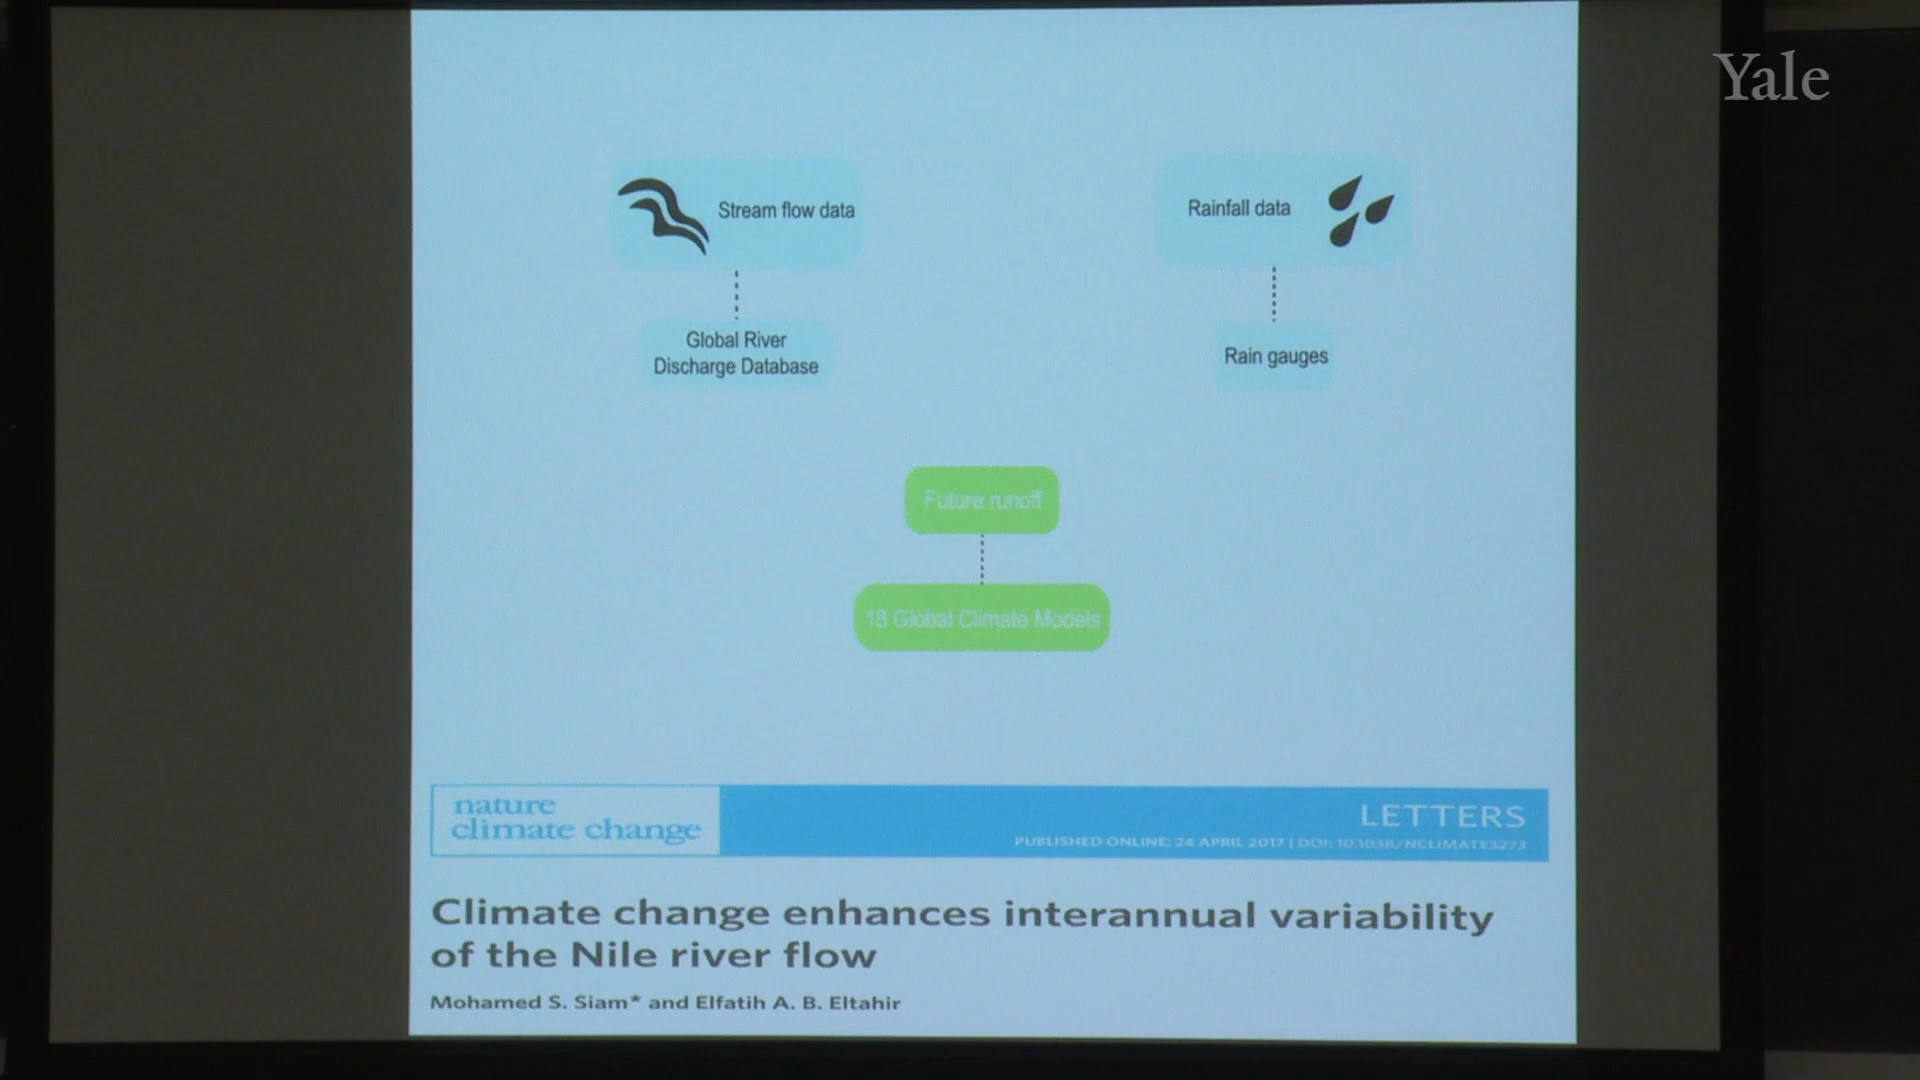 Yale
Stream flow data
Rainfall data
Global River
Discharge Database
Rain gauges
Future runoff
18 Global Climate Models
nature
climate change
LETTERS
PUBLISHED ONLINE: 24 APRIL 2017 | DOI: 10.1038/NCLIMATE3273
Climate change enhances interannual variability
of the Nile river flow
Mohamed S. Siam* and Elfatih A. B. Eltahir